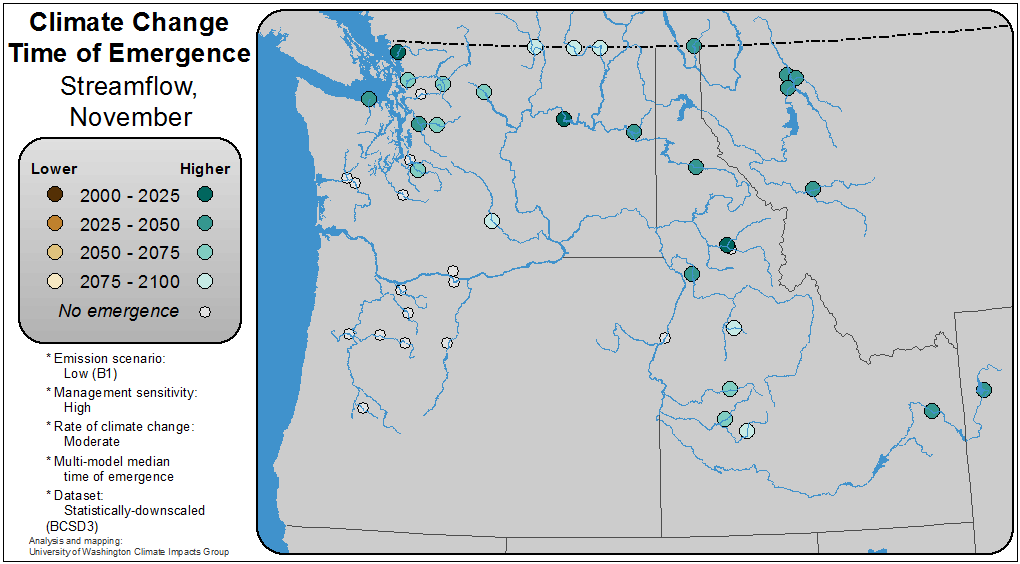 Climate Change
Time of Emergence
Streamflow,
November
Lower Higher
2000 - 2025
2025 - 2050
2050 - 2075
2075 - 2100
No emergence
* Emission scenario:
Low (B1)
* Management sensitivity:
High
* Rate of climate change:
Moderate
* Multi-model median
time of emergence
* Dataset:
Statistically-downscaled
(BCSD3)
Analysis and mapping:
University of Washington Climate Impacts Group